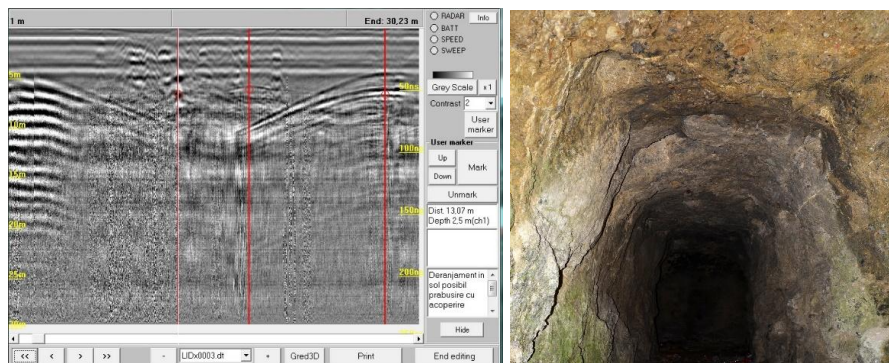 1 m
End: 30,23 m
RADAR
Info
BATT
SPEED
SWEEP
5m
50ns
Grey Scale
x1
Contrast
2
User
marker
10m
User marker
100ns
Up
Mark
Down
15m
Unmark
Dist. 13,07 m
Depth 2,5 m(ch1)
150ns
20m
Deranjament in
sol posibil
prabusire cu
acoperire
200ns
25m
Hide
<< < > >> - LIDx0003.dt + Gred3D Print End editing